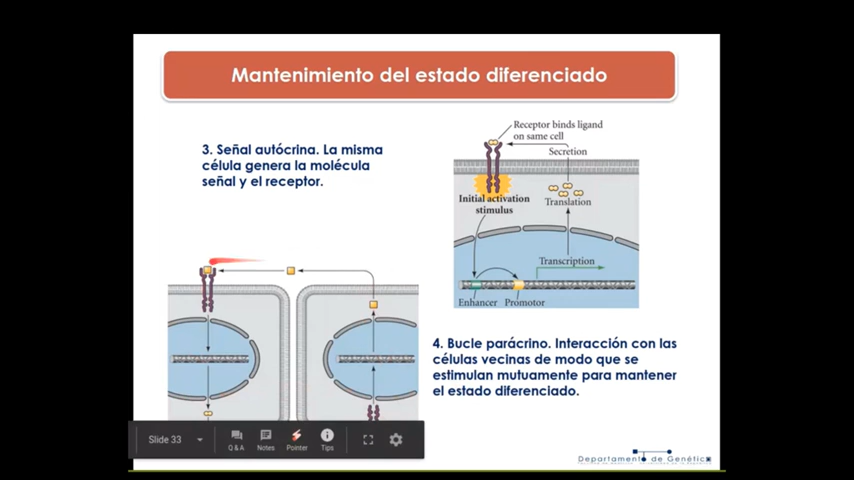 Mantenimiento del estado diferenciado
3. Señal autócrina. La misma
célula genera la molécula
señal y el receptor.
Receptor binds ligand
on same cell
Secretion
Initial activation
stimulus
Translation
Transcription
Enhancer
Promotor
4. Bucle parácrino. Interacción con las
células vecinas de modo que se
estimulan mutuamente para mantener
el estado diferenciado.
Slide 33
Q & A
Notes
Pointer
Tips
Departamento de Genética